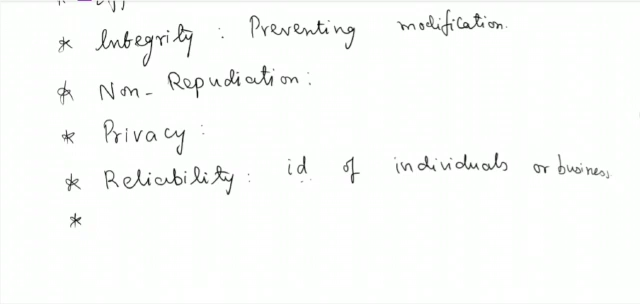 * Integrity : Preventing modification.
* Non-Repudiation :
* Privacy :
* Reliability : id of individuals or business
*